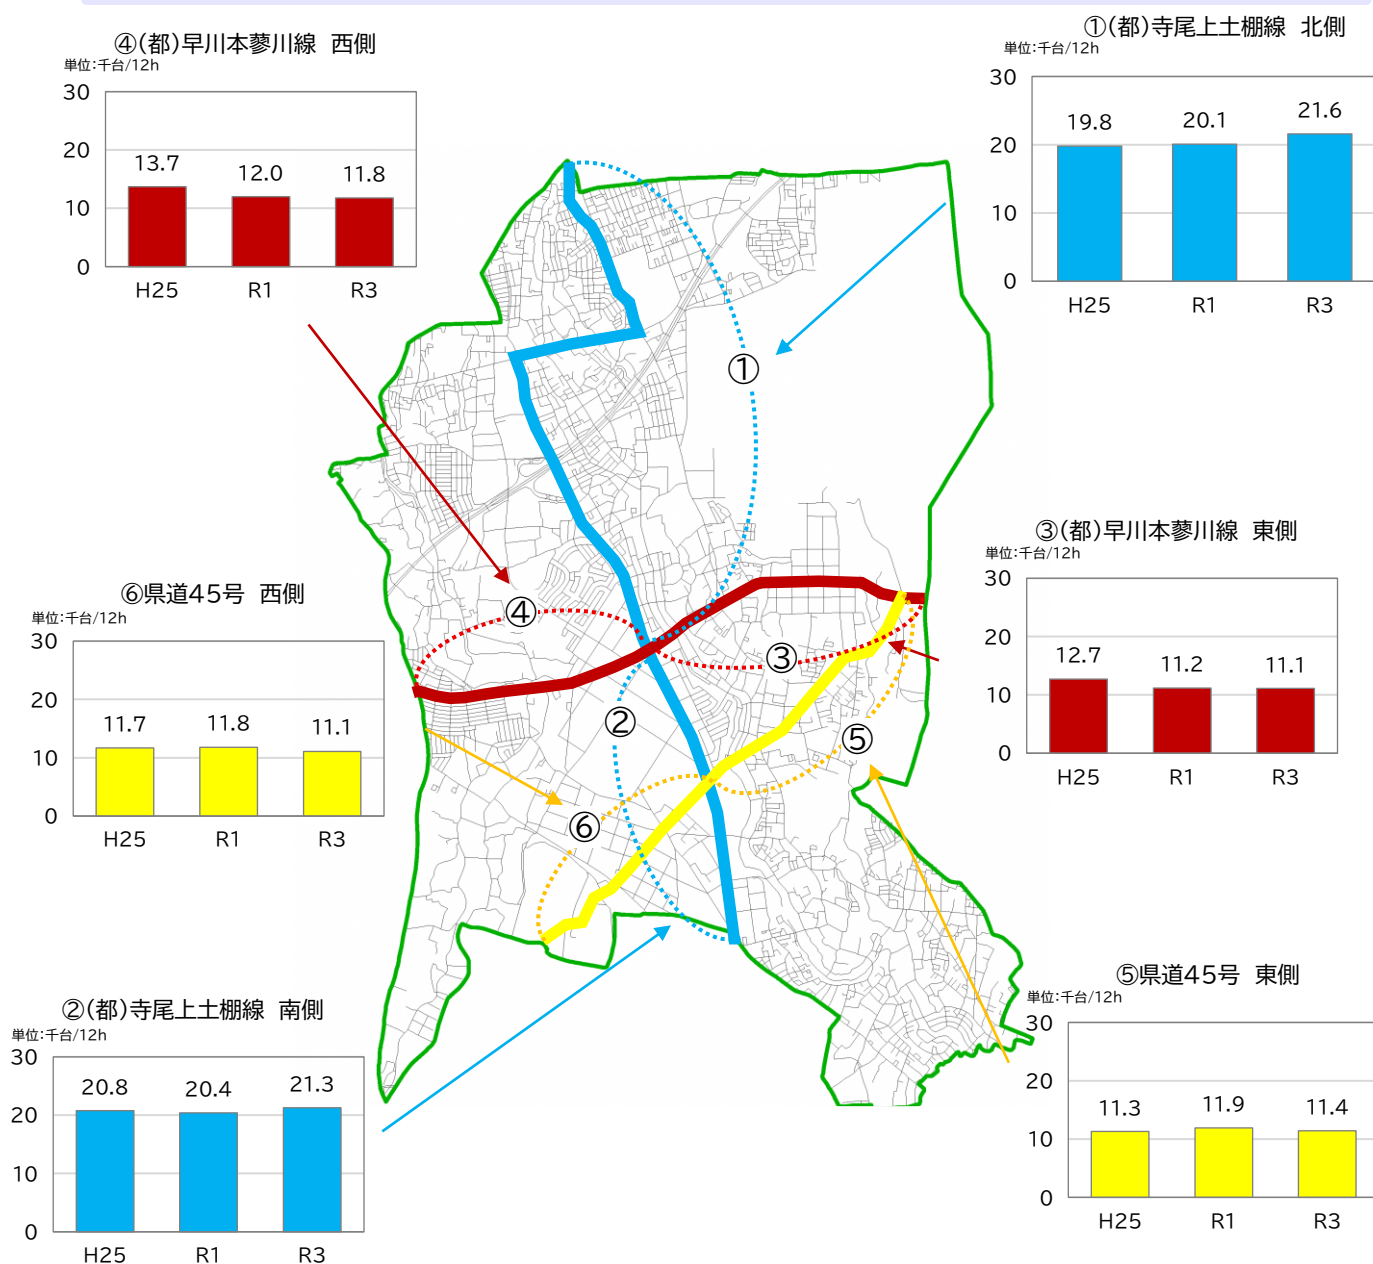 ④(都)早川本蓼川線 西側
単位:千台/12h
30
20
10
0
13.7
12.0
11.8
H25
R1
R3
①(都)寺尾上土棚線 北側
単位:千台/12h
30
20
10
0
19.8
20.1
21.6
H25
R1
R3
③(都)早川本蓼川線 東側
単位:千台/12h
30
20
10
0
12.7
11.2
11.1
H25
R1
R3
⑥県道45号 西側
単位:千台/12h
30
20
10
0
11.7
11.8
11.1
H25
R1
R3
①
④
③
②
⑤
⑥
②(都)寺尾上土棚線 南側
単位:千台/12h
30
20
10
0
20.8
20.4
21.3
H25
R1
R3
⑤県道45号 東側
単位:千台/12h
30
20
10
0
11.3
11.9
11.4
H25
R1
R3